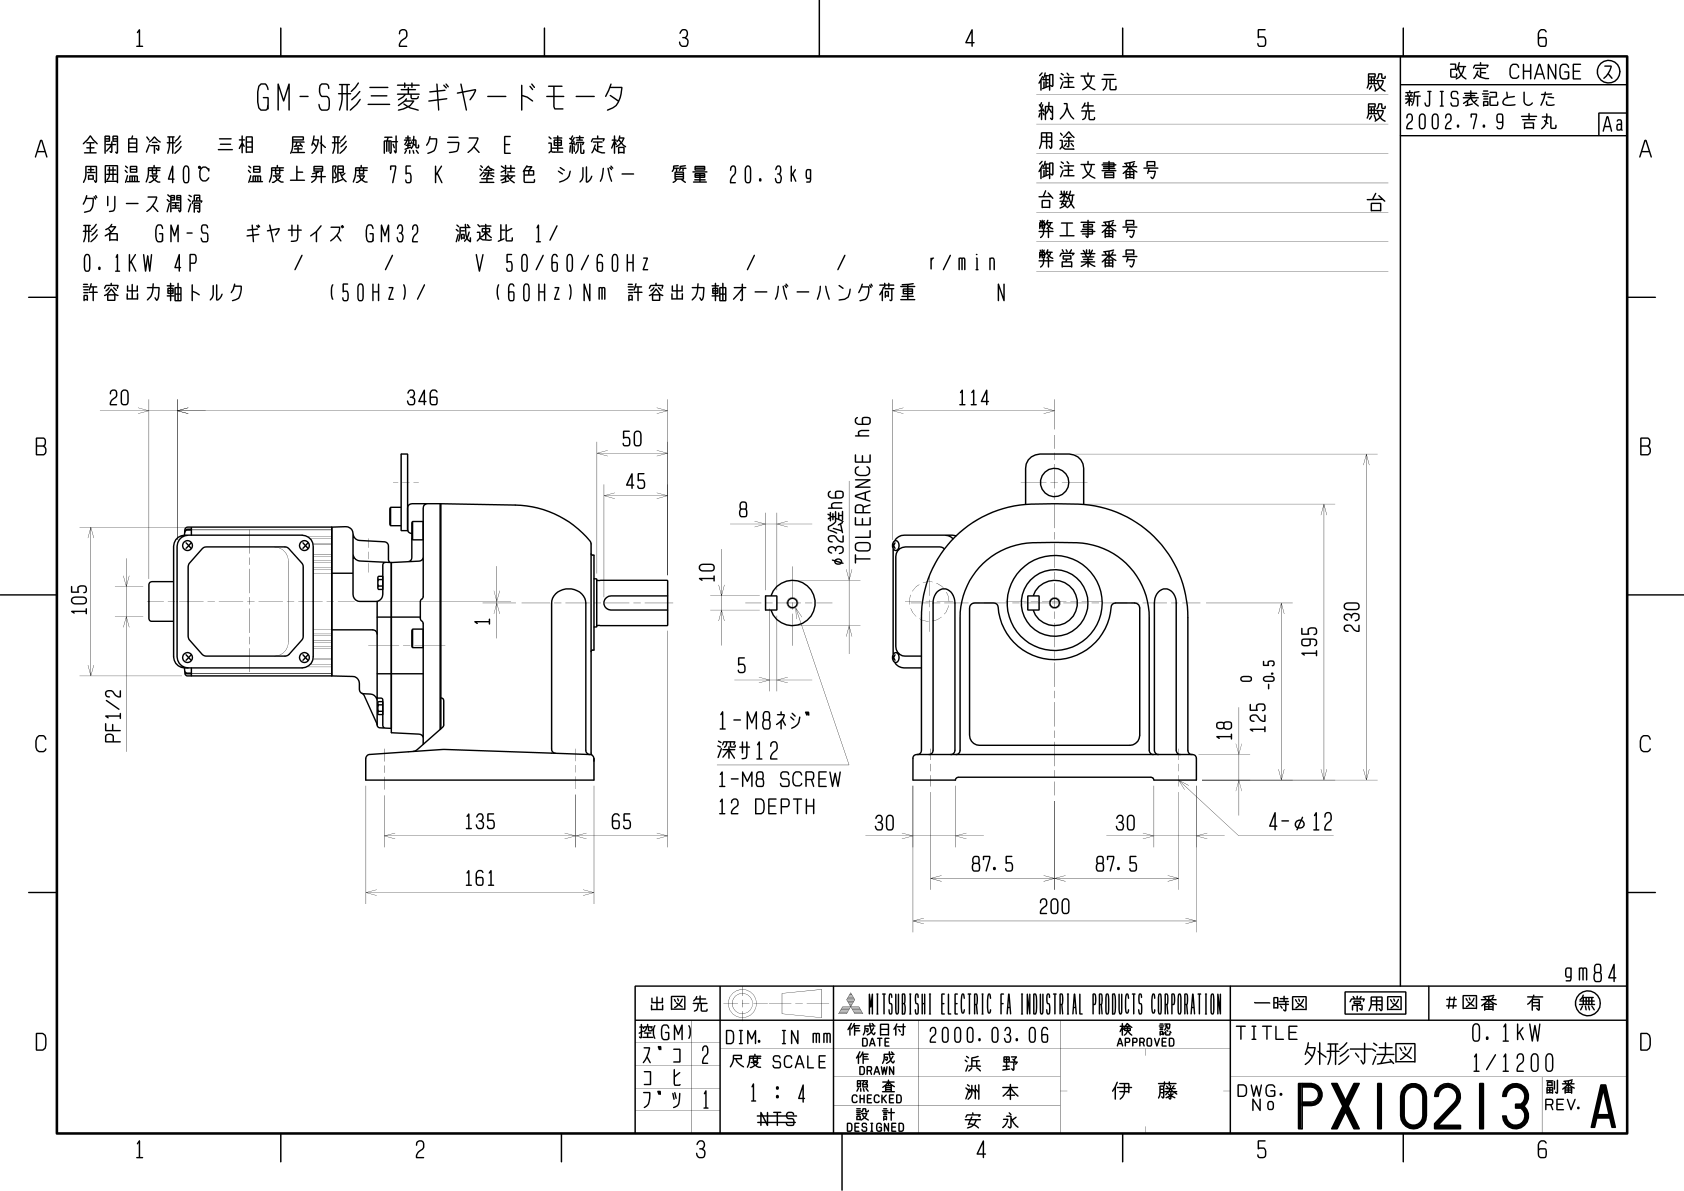 1 2 3 4 5 6
GM-S形三菱ギヤードモータ
全閉自冷形 三相 屋外形 耐熱クラス E 連続定格
周囲温度40℃ 温度上昇限度 75 K 塗装色 シルバー 質量 20.3kg
グリース潤滑
形名 GM-S ギヤサイズ GM32 減速比 1/
0.1KW 4P / / V 50/60/60Hz / / r/min
許容出力軸トルク (50Hz)/ (60Hz)Nm 許容出力軸オーバーハング荷重 N
御注文元 殿
納入先 殿
用途
御注文書番号
台数 台
弊工事番号
弊営業番号
改定 CHANGE ス
新JIS表記とした
2002.7.9 吉丸 Aa
A A
B B
C C
D D
20 346
50
45
105
PF1/2
1
135 65
161
8
10
5
φ32公差h6
TOLERANCE h6
1-M8ネジ
深サ12
1-M8 SCREW
12 DEPTH
114
230
195
125 0 -0.5
18
30 30
4-φ12
87.5 87.5
200
gm84
出図先
控(GM)
ズコ 2
コヒ
ブツ 1
DIM. IN mm
尺度 SCALE
1 : 4
NTS
MITSUBISHI ELECTRIC FA INDUSTRIAL PRODUCTS CORPORATION
作成日付 DATE 2000.03.06
作成 DRAWN 浜野
照査 CHECKED 洲本
設計 DESIGNED 安永
検認 APPROVED
伊藤
一時図 常用図 #図番 有 無
TITLE 0.1kW
外形寸法図 1/1200
DWG. No PX10213 副番 REV. A
1 2 3 4 5 6